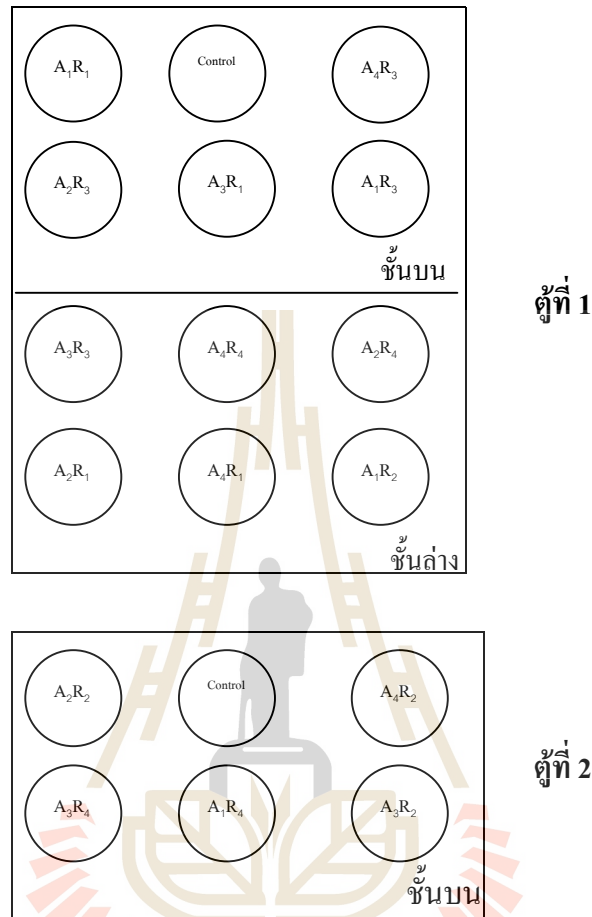 A₁R₁ Control A₄R₃
A₂R₃ A₃R₁ A₁R₃
ชั้นบน
ตู้ที่ 1
A₃R₃ A₄R₄ A₂R₄
A₂R₁ A₄R₁ A₁R₂
ชั้นล่าง
A₂R₂ Control A₄R₂
ตู้ที่ 2
A₃R₄ A₁R₄ A₃R₂
ชั้นบน